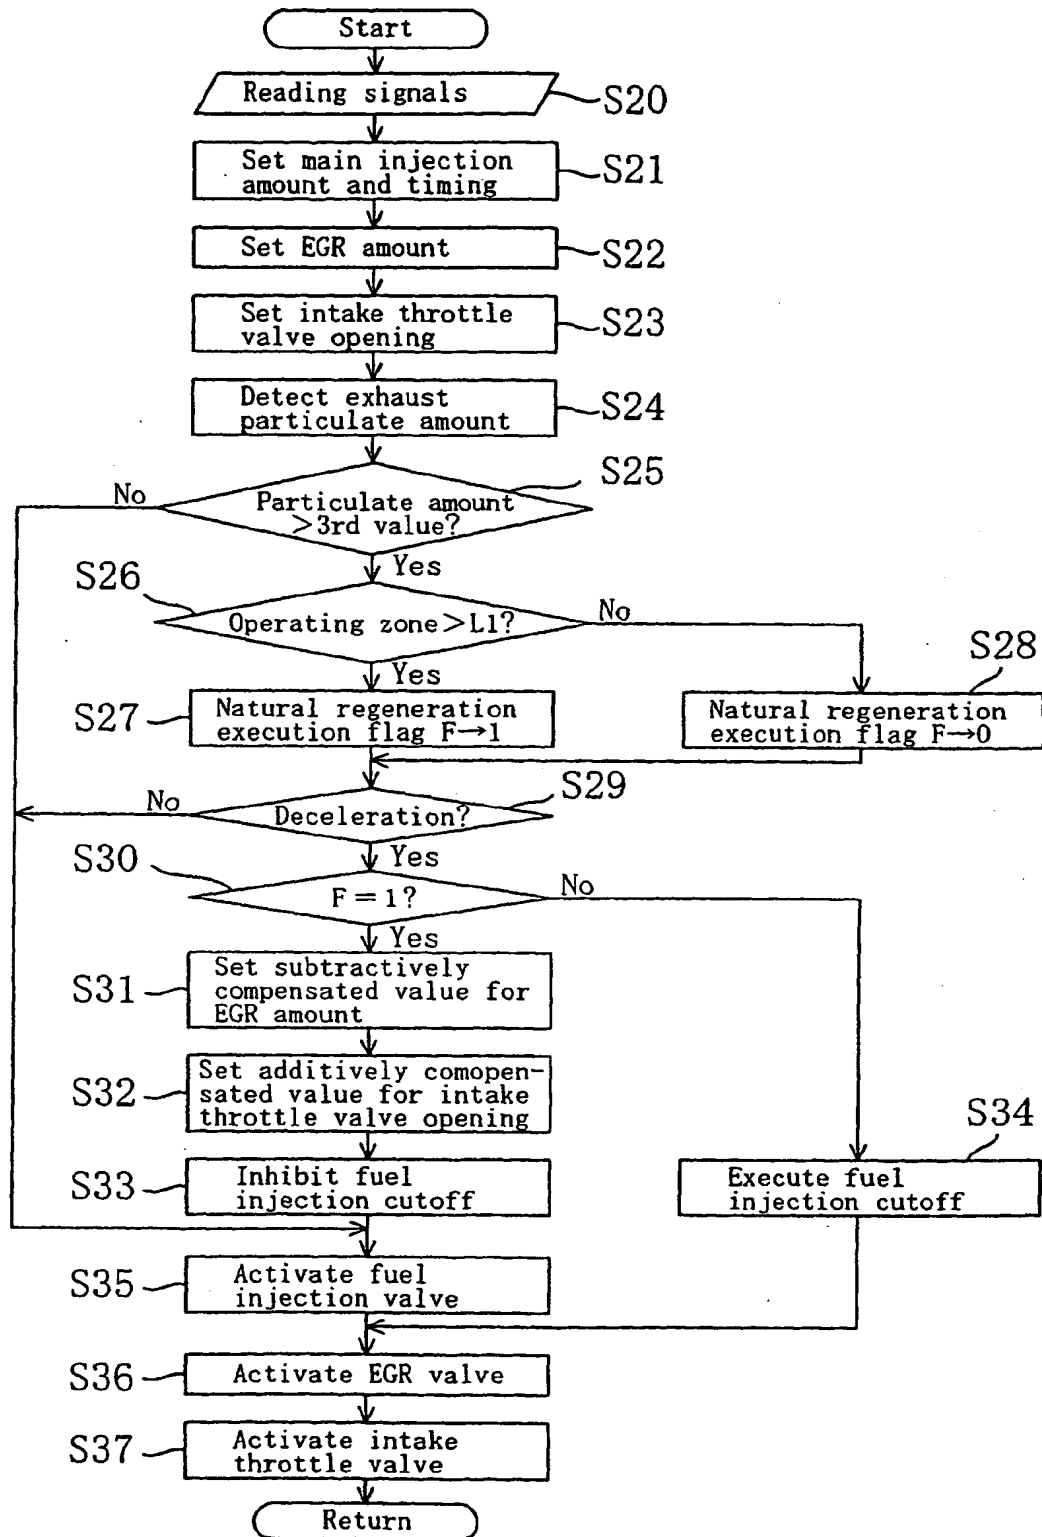 Start
Reading signals
S20
Set main injection
amount and timing
S21
Set EGR amount
S22
Set intake throttle
valve opening
S23
Detect exhaust
particulate amount
S24
S25
No
Particulate amount
>3rd value?
Yes
S26
Operating zone>L1?
No
Yes
S28
S27
Natural regeneration
execution flag F→1
Natural regeneration
execution flag F→0
S29
No
Deceleration?
Yes
S30
F=1?
No
Yes
S31
Set subtractively
compensated value for
EGR amount
S32
Set additively comopen-
sated value for intake
throttle valve opening
S34
S33
Inhibit fuel
injection cutoff
Execute fuel
injection cutoff
S35
Activate fuel
injection valve
S36
Activate EGR valve
S37
Activate intake
throttle valve
Return